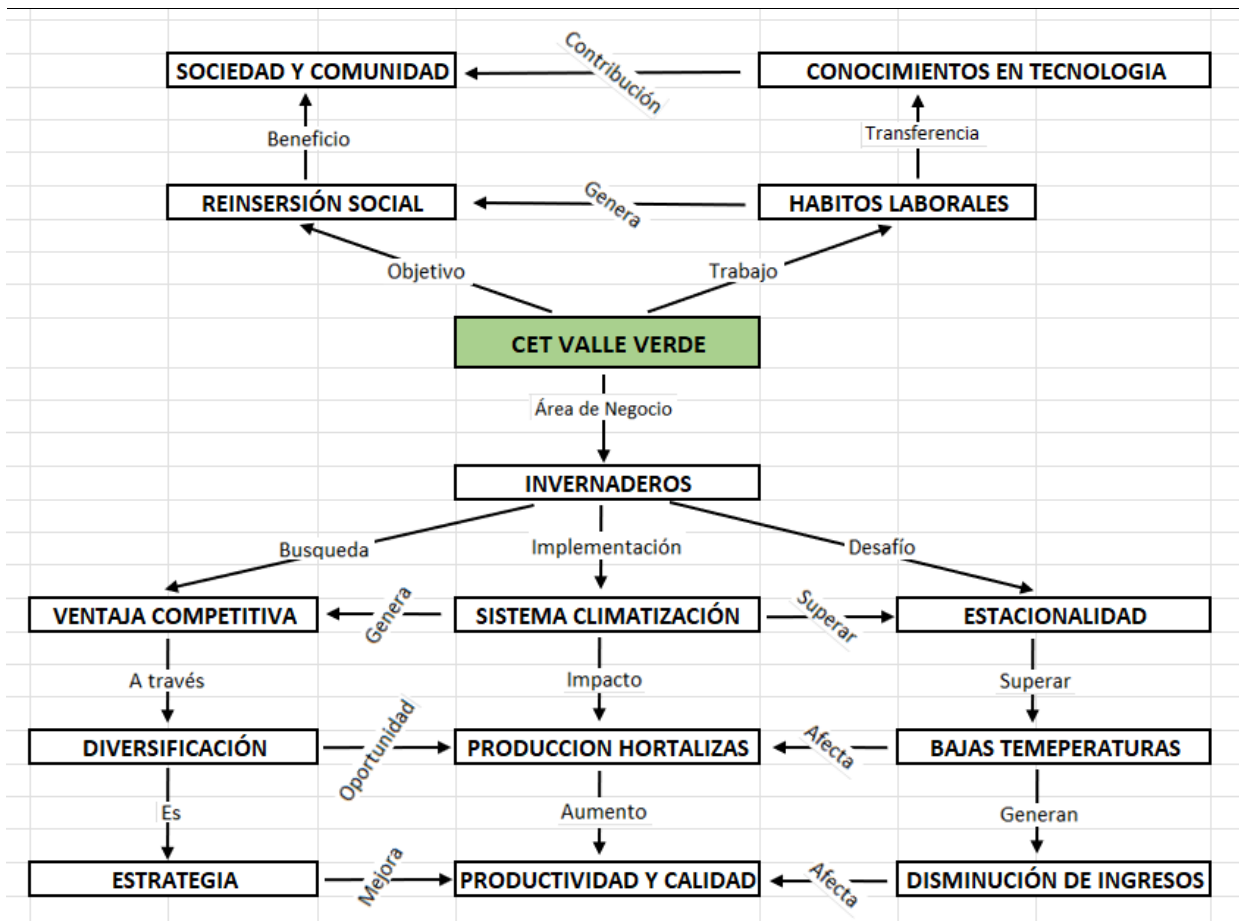 SOCIEDAD Y COMUNIDAD
Contribución
CONOCIMIENTOS EN TECNOLOGIA
Beneficio
Transferencia
REINSERSIÓN SOCIAL
Genera
HABITOS LABORALES
Objetivo
Trabajo
CET VALLE VERDE
Área de Negocio
INVERNADEROS
Busqueda
Implementación
Desafío
VENTAJA COMPETITIVA
Genera
SISTEMA CLIMATIZACIÓN
Superar
ESTACIONALIDAD
A través
Impacto
Superar
DIVERSIFICACIÓN
Oportunidad
PRODUCCION HORTALIZAS
Afecta
BAJAS TEMEPERATURAS
Es
Aumento
Generan
ESTRATEGIA
Mejora
PRODUCTIVIDAD Y CALIDAD
Afecta
DISMINUCIÓN DE INGRESOS